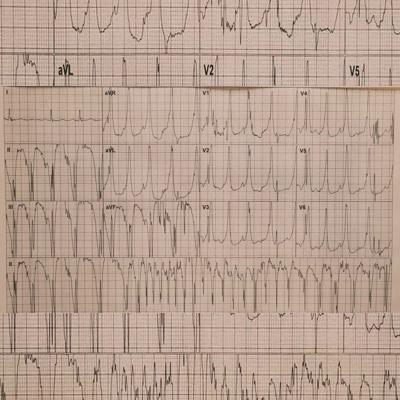 aVL V2 V5
I aVR V1 V4
II aVL V2 V5
III aVF V3 V6
II